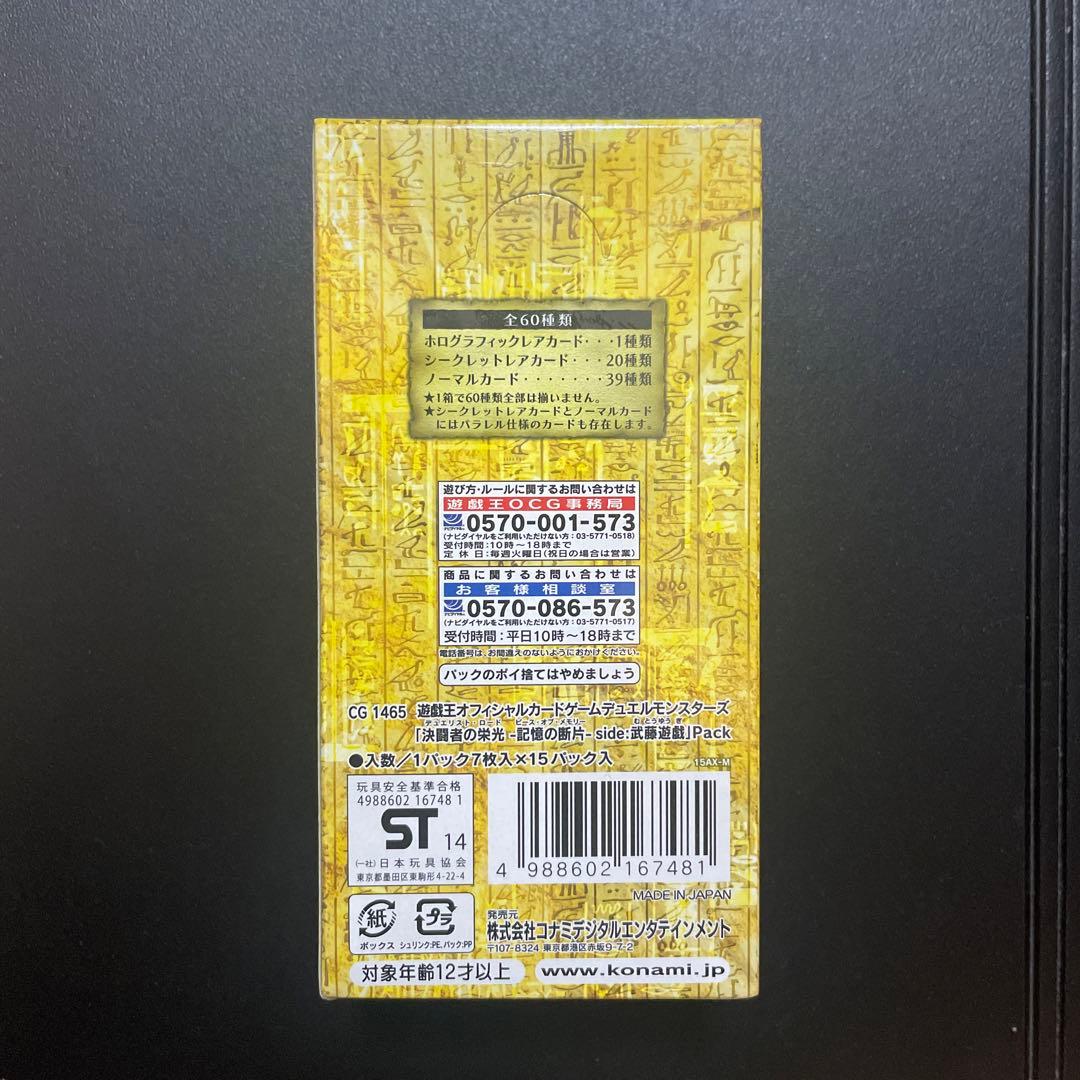 全60種類
ホログラフィックレアカード・・・1種類
シークレットレアカード・・・20種類
ノーマルカード・・・・・・・39種類
★1箱で60種類全部は揃いません。
★シークレットレアカードとノーマルカード
にはパラレル仕様のカードも存在します。
遊び方・ルールに関するお問い合わせは
遊戯王OCG事務局
0570-001-573
(ナビダイヤルをご利用いただけない方：03-5771-0518)
受付時間：10時～18時まで
定休日：毎週火曜日(祝日の場合は営業)
商品に関するお問い合わせは
お客様相談室
0570-086-573
(ナビダイヤルをご利用いただけない方：03-5771-0517)
受付時間：平日10時～18時まで
電話番号は、お間違えのないようにおかけください。
パックのポイ捨てはやめましょう
CG 1465 遊戯王オフィシャルカードゲームデュエルモンスターズ
デュエリスト・ロード ピース・オブ・メモリー むとうゆうぎ
「決闘者の栄光 -記憶の断片- side:武藤遊戯」Pack
●入数／1パック7枚入×15パック入
15AX-M
玩具安全基準合格
4988602 16748 1
ST 14
(一社)日本玩具協会
東京都墨田区東駒形4-22-4
4 988602 167481
MADE IN JAPAN
紙
ボックス
プラ
シュリンク:PE, パック:PP
発売元
株式会社コナミデジタルエンタテインメント
〒107-8324 東京都港区赤坂9-7-2
対象年齢12才以上
www.konami.jp